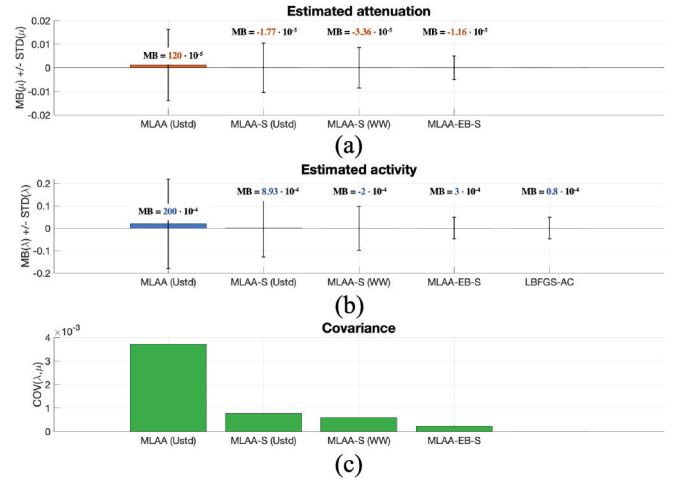 Estimated attenuation
MB = -1.77 · 10-5 MB = -3.36 · 10-5 MB = -1.16 · 10-5
MB = 120 · 10-5
0.02
0.01
0
-0.01
-0.02
MB(μ) +/- STD(μ)
MLAA (Ustd) MLAA-S (Ustd) MLAA-S (WW) MLAA-EB-S
(a)
Estimated activity
MB = 8.93 · 10-4 MB = -2 · 10-4 MB = 3 · 10-4 MB = 0.8 · 10-4
MB = 200 · 10-4
0.2
0.1
0
-0.1
-0.2
MB(λ) +/- STD(λ)
MLAA (Ustd) MLAA-S (Ustd) MLAA-S (WW) MLAA-EB-S LBFGS-AC
(b)
×10-3
Covariance
4
3
2
1
0
COV(λ,μ)
MLAA (Ustd) MLAA-S (Ustd) MLAA-S (WW) MLAA-EB-S
(c)